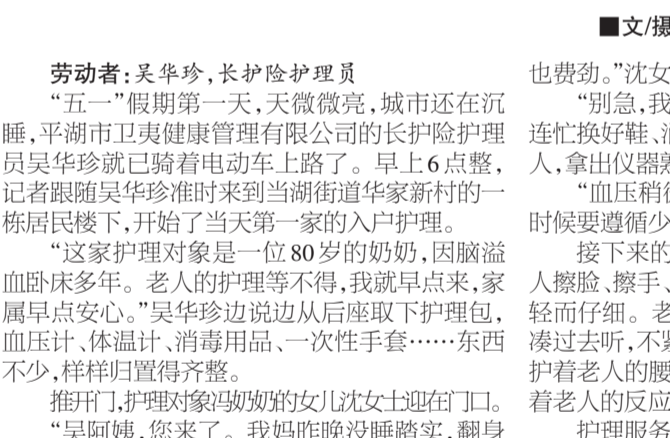 ■文/摄
劳动者：吴华珍，长护险护理员
“五一”假期第一天，天微微亮，城市还在沉
睡，平湖市卫夷健康管理有限公司的长护险护理
员吴华珍就已骑着电动车上路了。早上6点整，
记者跟随吴华珍准时来到当湖街道华家新村的一
栋居民楼下，开始了当天第一家的入户护理。
“这家护理对象是一位80岁的奶奶，因脑溢
血卧床多年。老人的护理等不得，我就早点来，家
属早点安心。”吴华珍边说边从后座取下护理包，
血压计、体温计、消毒用品、一次性手套……东西
不少，样样归置得齐整。
推开门，护理对象冯奶奶的女儿沈女士迎在门口。
“吴阿姨，您来了。我妈昨晚没睡踏实，翻身
也费劲。”沈女
“别急，我
连忙换好鞋、
人，拿出仪器
“血压稍
时候要遵循少
接下来的
人擦脸、擦手、
轻而仔细。老
凑过去听，不
护着老人的腰
着老人的反应
护理服务